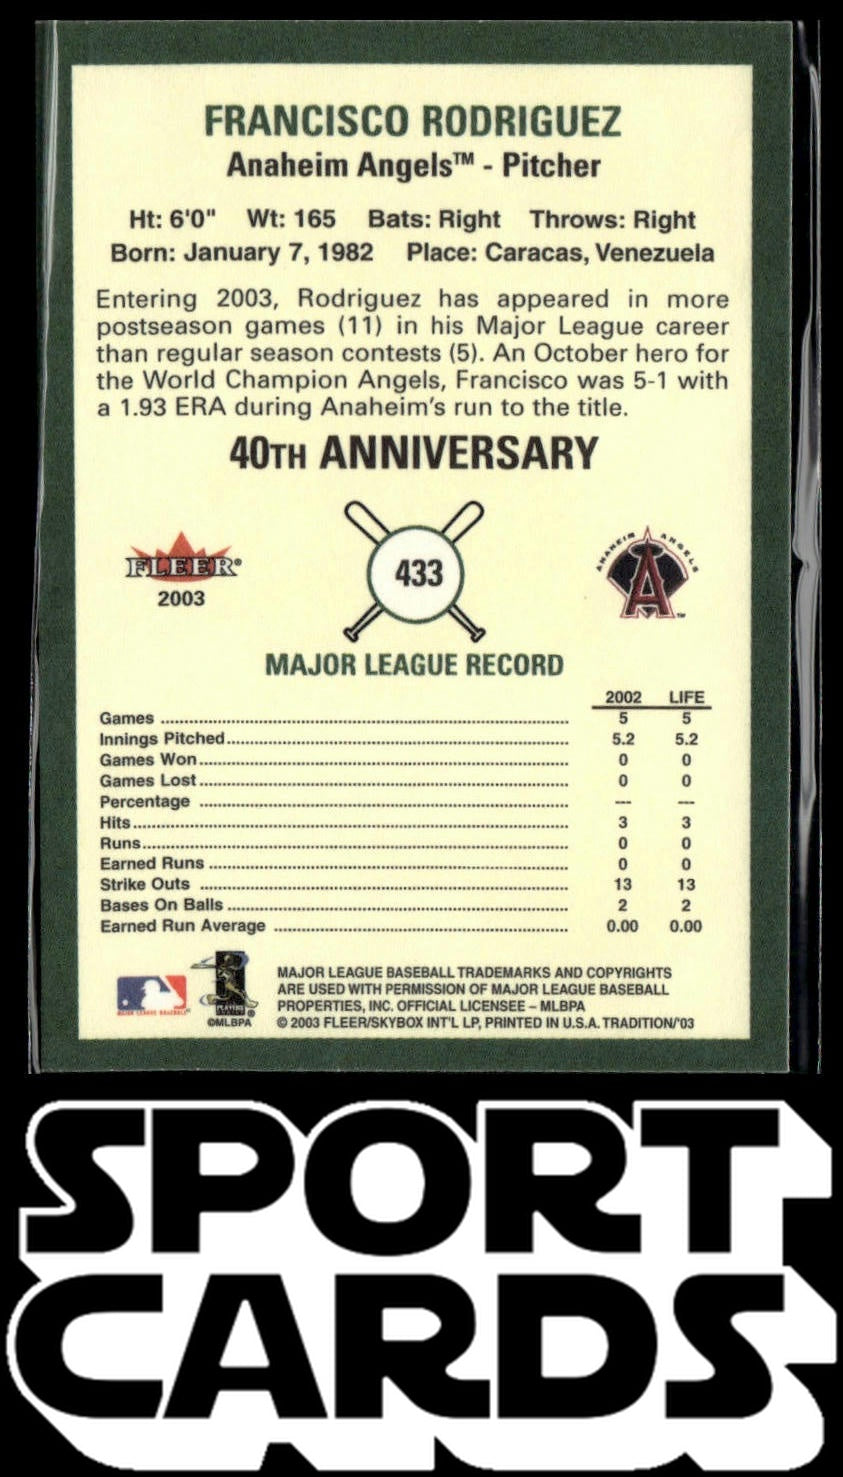 FRANCISCO RODRIGUEZ
Anaheim Angels™ - Pitcher
Ht: 6'0" Wt: 165 Bats: Right Throws: Right
Born: January 7, 1982 Place: Caracas, Venezuela
Entering 2003, Rodriguez has appeared in more
postseason games (11) in his Major League career
than regular season contests (5). An October hero for
the World Champion Angels, Francisco was 5-1 with
a 1.93 ERA during Anaheim's run to the title.
40TH ANNIVERSARY
FLEER®
2003
433
ANAHEIM ANGELS
A™
MAJOR LEAGUE RECORD
2002 LIFE
Games 5 5
Innings Pitched 5.2 5.2
Games Won 0 0
Games Lost 0 0
Percentage --- ---
Hits 3 3
Runs 0 0
Earned Runs 0 0
Strike Outs 13 13
Bases On Balls 2 2
Earned Run Average 0.00 0.00
MAJOR LEAGUE BASEBALL
PLAYERS
®
©MLBPA
MAJOR LEAGUE BASEBALL TRADEMARKS AND COPYRIGHTS
ARE USED WITH PERMISSION OF MAJOR LEAGUE BASEBALL
PROPERTIES, INC. OFFICIAL LICENSEE – MLBPA
© 2003 FLEER/SKYBOX INT'L LP, PRINTED IN U.S.A. TRADITION/'03
SPORT
CARDS